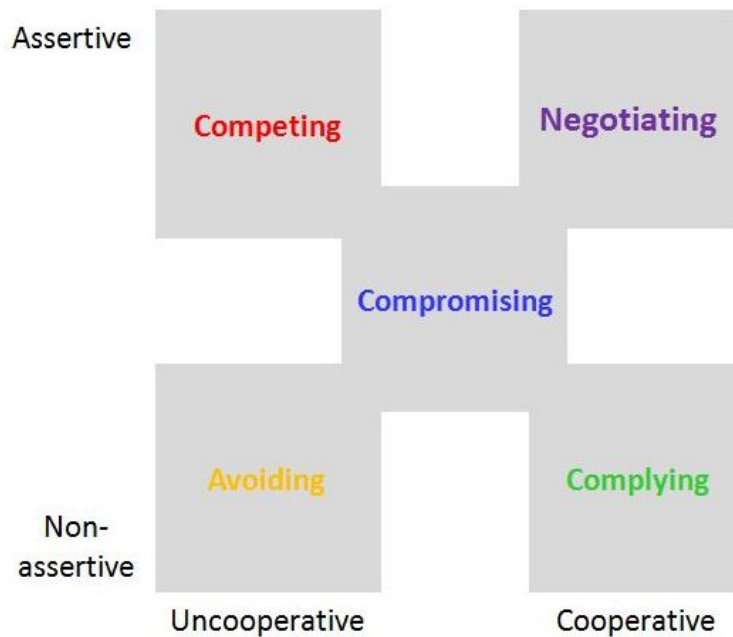 Assertive
Competing
Negotiating
Compromising
Avoiding
Complying
Non-
assertive
Uncooperative
Cooperative